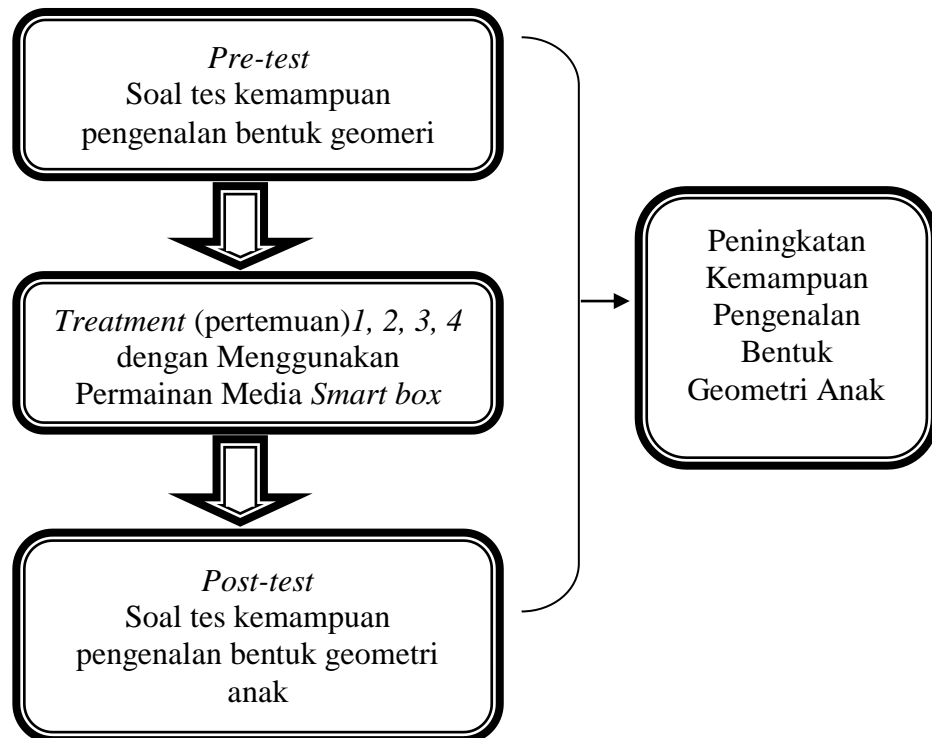 Pre-test
Soal tes kemampuan
pengenalan bentuk geomeri
Treatment (pertemuan)1, 2, 3, 4
dengan Menggunakan
Permainan Media Smart box
Post-test
Soal tes kemampuan
pengenalan bentuk geometri
anak
Peningkatan
Kemampuan
Pengenalan
Bentuk
Geometri Anak